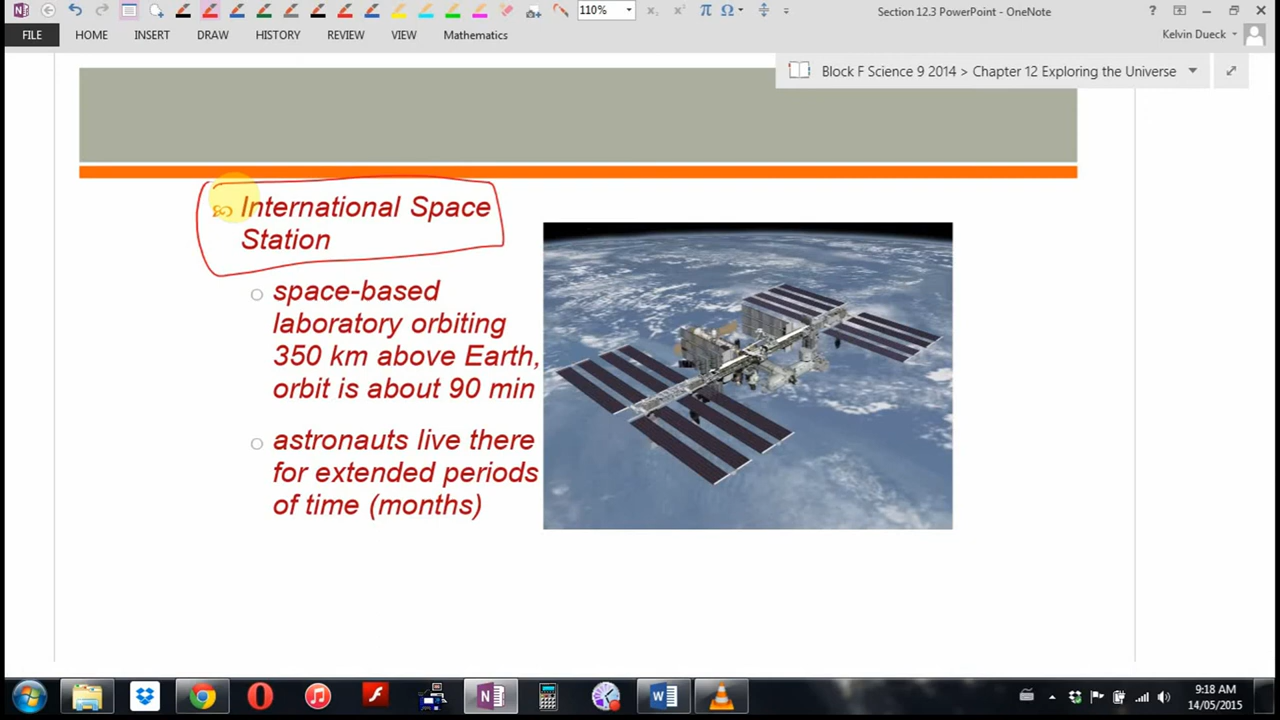 110%
Section 12.3 PowerPoint - OneNote
FILE HOME INSERT DRAW HISTORY REVIEW VIEW Mathematics
Kelvin Dueck
Block F Science 9 2014 > Chapter 12 Exploring the Universe
International Space
Station
space-based
laboratory orbiting
350 km above Earth,
orbit is about 90 min
astronauts live there
for extended periods
of time (months)
9:18 AM
14/05/2015